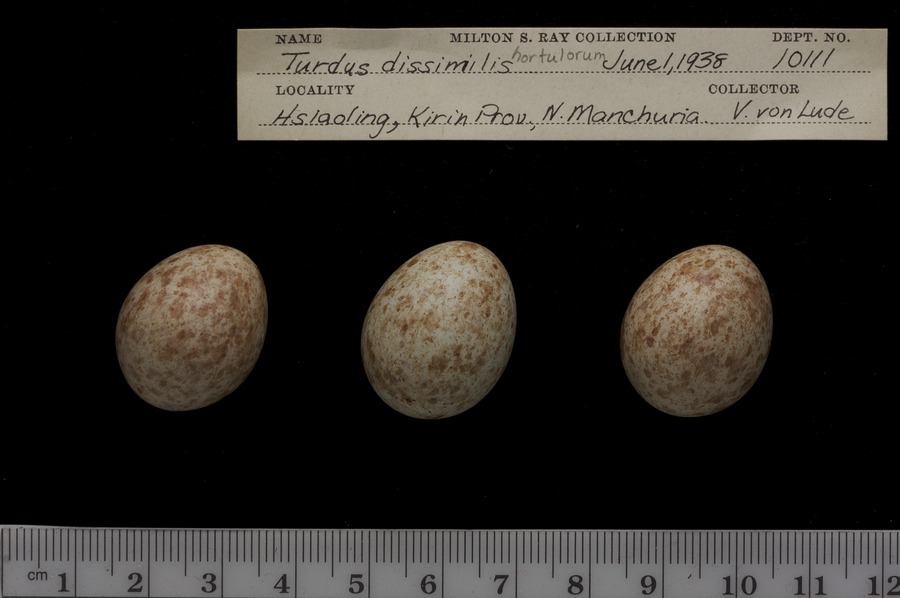 NAME MILTON S. RAY COLLECTION DEPT. NO.
Turdus dissimilis hortulorum June 1, 1938 10111
LOCALITY COLLECTOR
Hsiaoling, Kirin Prov., N. Manchuria. V. von Lude
cm 1 2 3 4 5 6 7 8 9 10 11 12